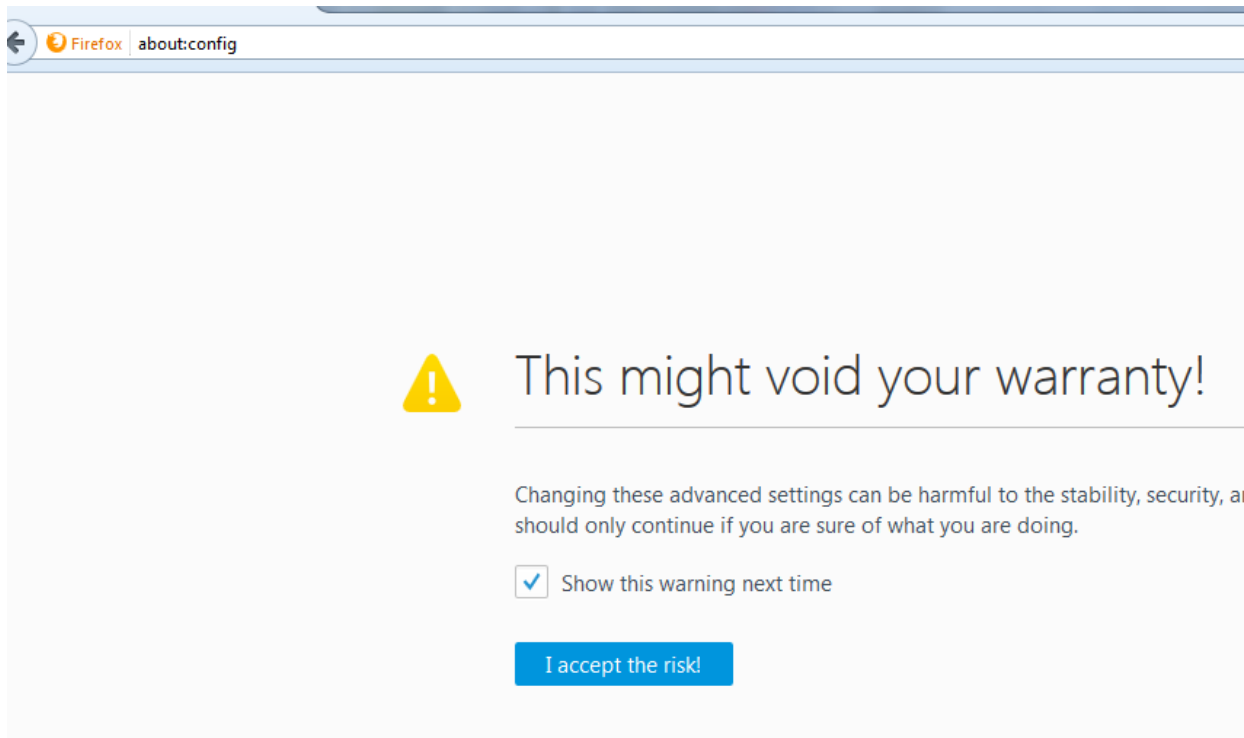 Firefox about:config
This might void your warranty!
Changing these advanced settings can be harmful to the stability, security,
should only continue if you are sure of what you are doing.
Show this warning next time
I accept the risk!